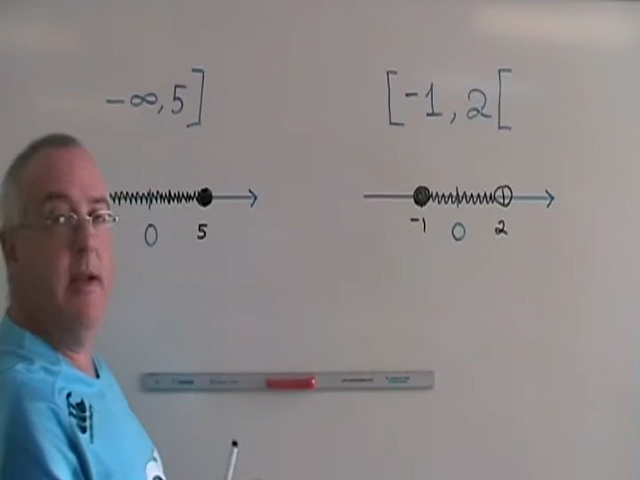 -∞, 5]
[-1, 2[
0 5
-1 0 2